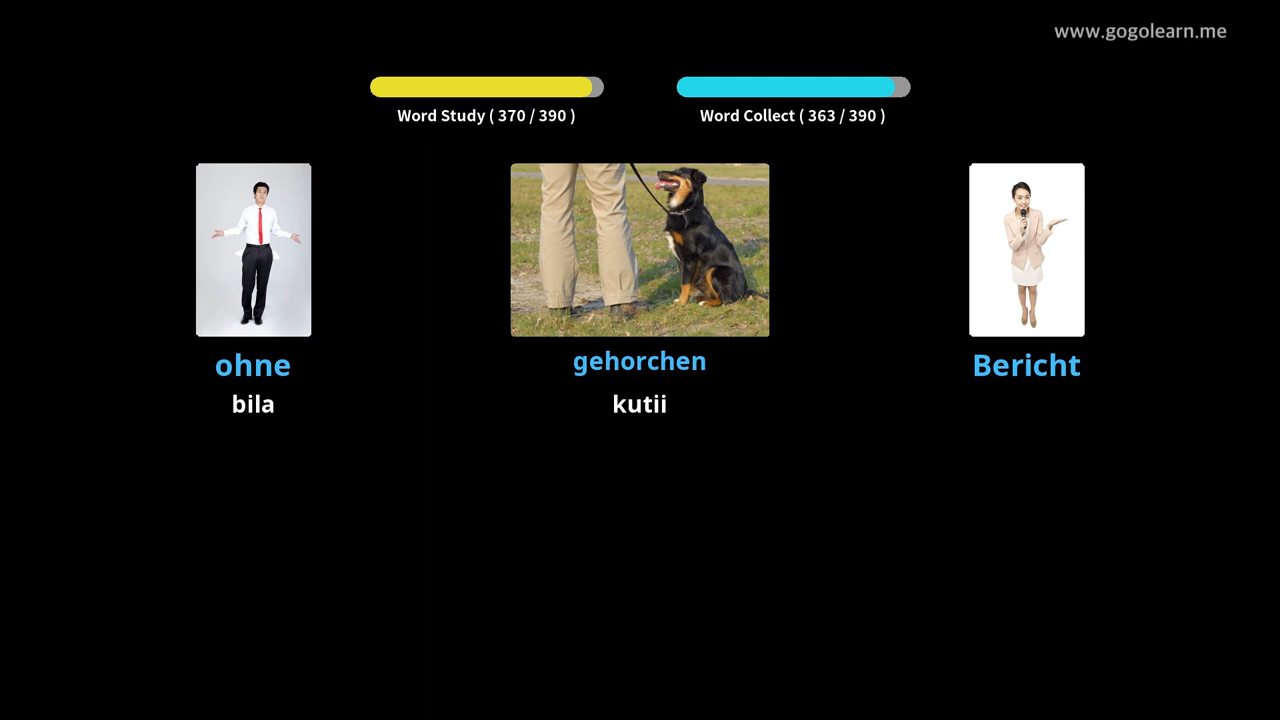 www.gogolearn.me
Word Study ( 370 / 390 )
Word Collect ( 363 / 390 )
ohne
gehorchen
Bericht
bila
kutii